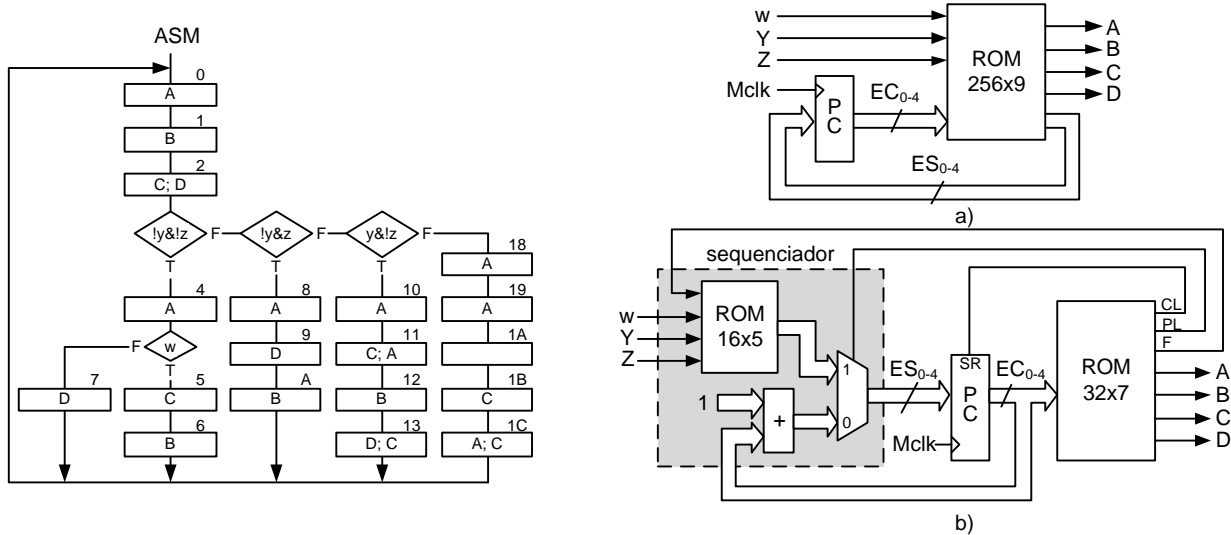 ASM
0
A
1
B
2
C; D
!y&!z
F
!y&z
F
y&!z
F
T
T
T
18
A
4
A
8
A
10
A
19
A
F
w
T
9
D
11
C; A
1A
7
D
5
C
A
B
12
B
1B
C
6
B
13
D; C
1C
A; C
w
Y
Z
Mclk
P
C
EC0-4
ROM
256x9
A
B
C
D
ES0-4
a)
sequenciador
w
Y
Z
ROM
16x5
1
+
1
0
ES0-4
SR
P
C
Mclk
EC0-4
ROM
32x7
CL
PL
F
A
B
C
D
b)